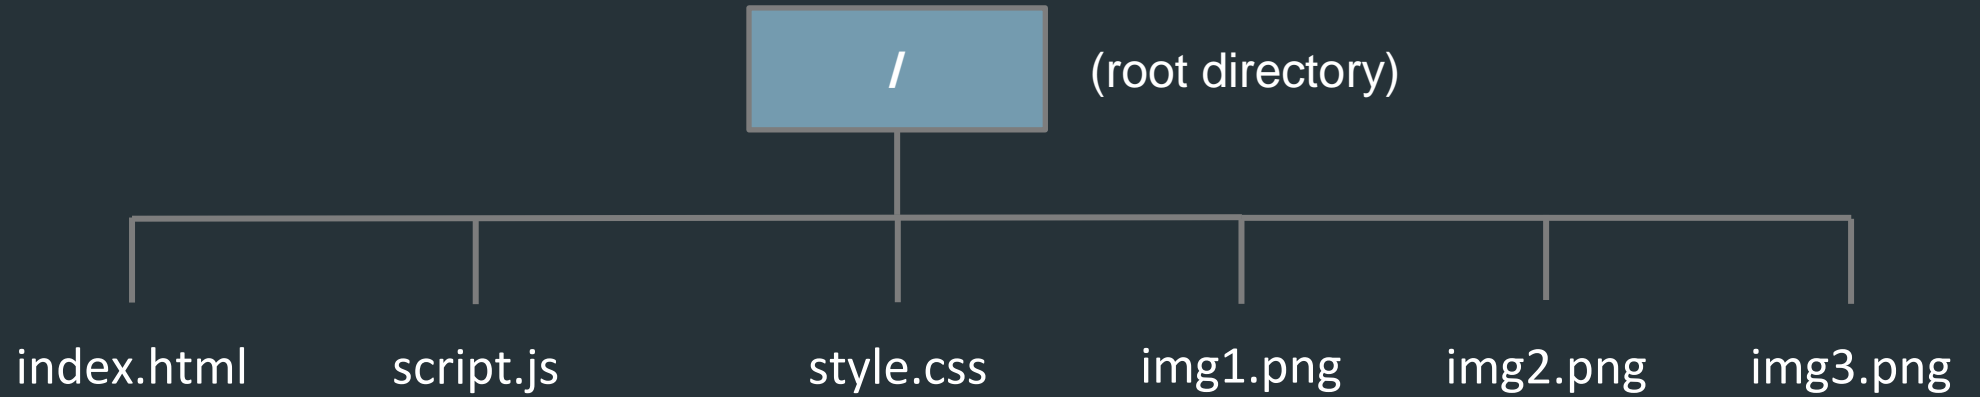 /
(root directory)
index.html
script.js
style.css
img1.png
img2.png
img3.png